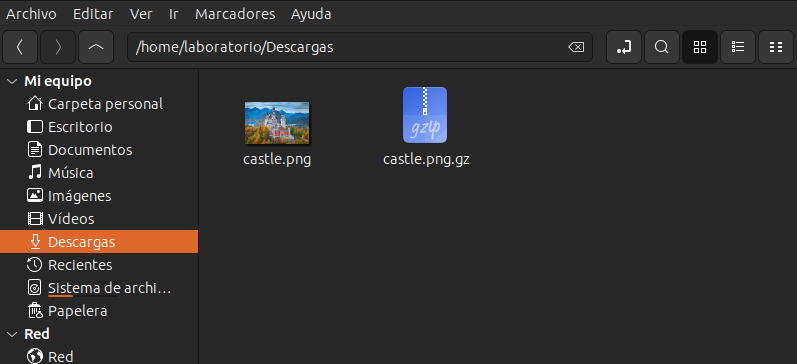 Archivo Editar Ver Ir Marcadores Ayuda
/home/laboratorio/Descargas
Mi equipo
Carpeta personal
Escritorio
Documentos
Música
Imágenes
Vídeos
Descargas
Recientes
Sistema de archi...
Papelera
Red
Red
gzip
castle.png castle.png.gz